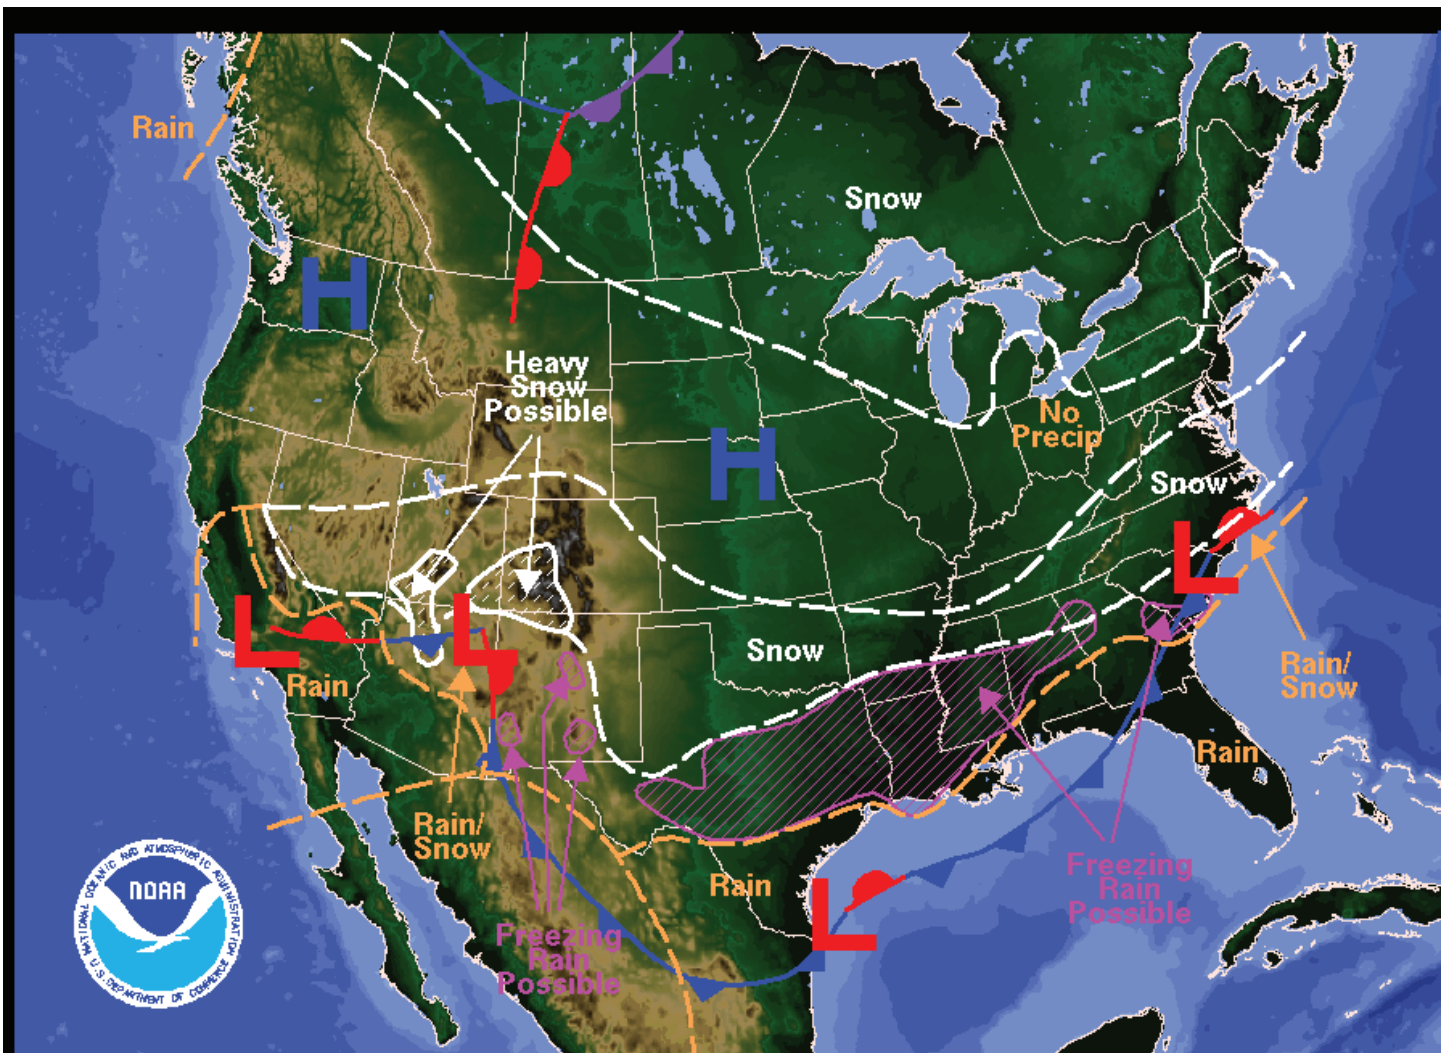 Rain
Snow
H
Heavy
Snow
Possible
No
Precip
H
Snow
L
L
L
Snow
Rain
Rain/
Snow
Rain
Rain/
Snow
Rain
Freezing
Rain
Possible
L
Freezing
Rain
Possible
NOAA
NATIONAL OCEANIC AND ATMOSPHERIC ADMINISTRATION
U.S. DEPARTMENT OF COMMERCE